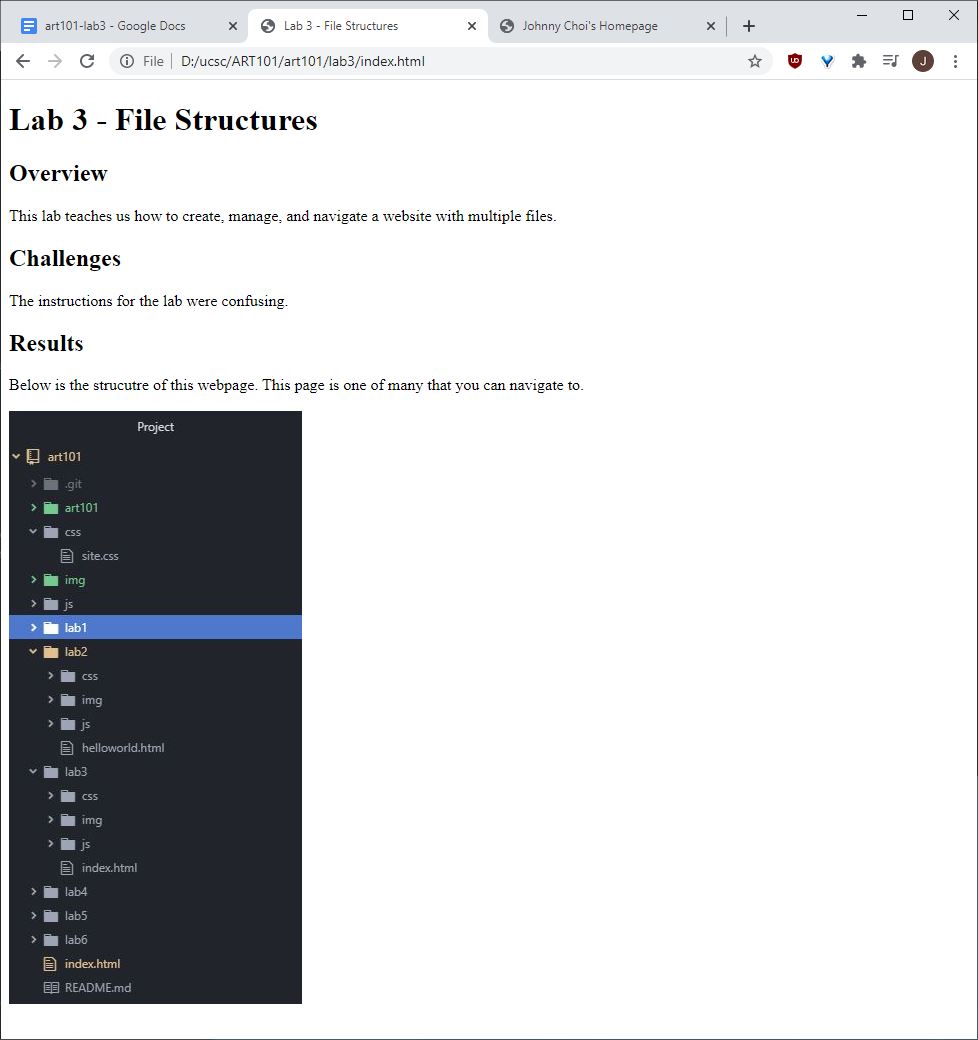 art101-lab3 - Google Docs
Lab 3 - File Structures
Johnny Choi's Homepage
File
D:/ucsc/ART101/art101/lab3/index.html
UD
J
Lab 3 - File Structures
Overview
This lab teaches us how to create, manage, and navigate a website with multiple files.
Challenges
The instructions for the lab were confusing.
Results
Below is the strucutre of this webpage. This page is one of many that you can navigate to.
Project
art101
.git
art101
css
site.css
img
js
lab1
lab2
css
img
js
helloworld.html
lab3
css
img
js
index.html
lab4
lab5
lab6
index.html
README.md